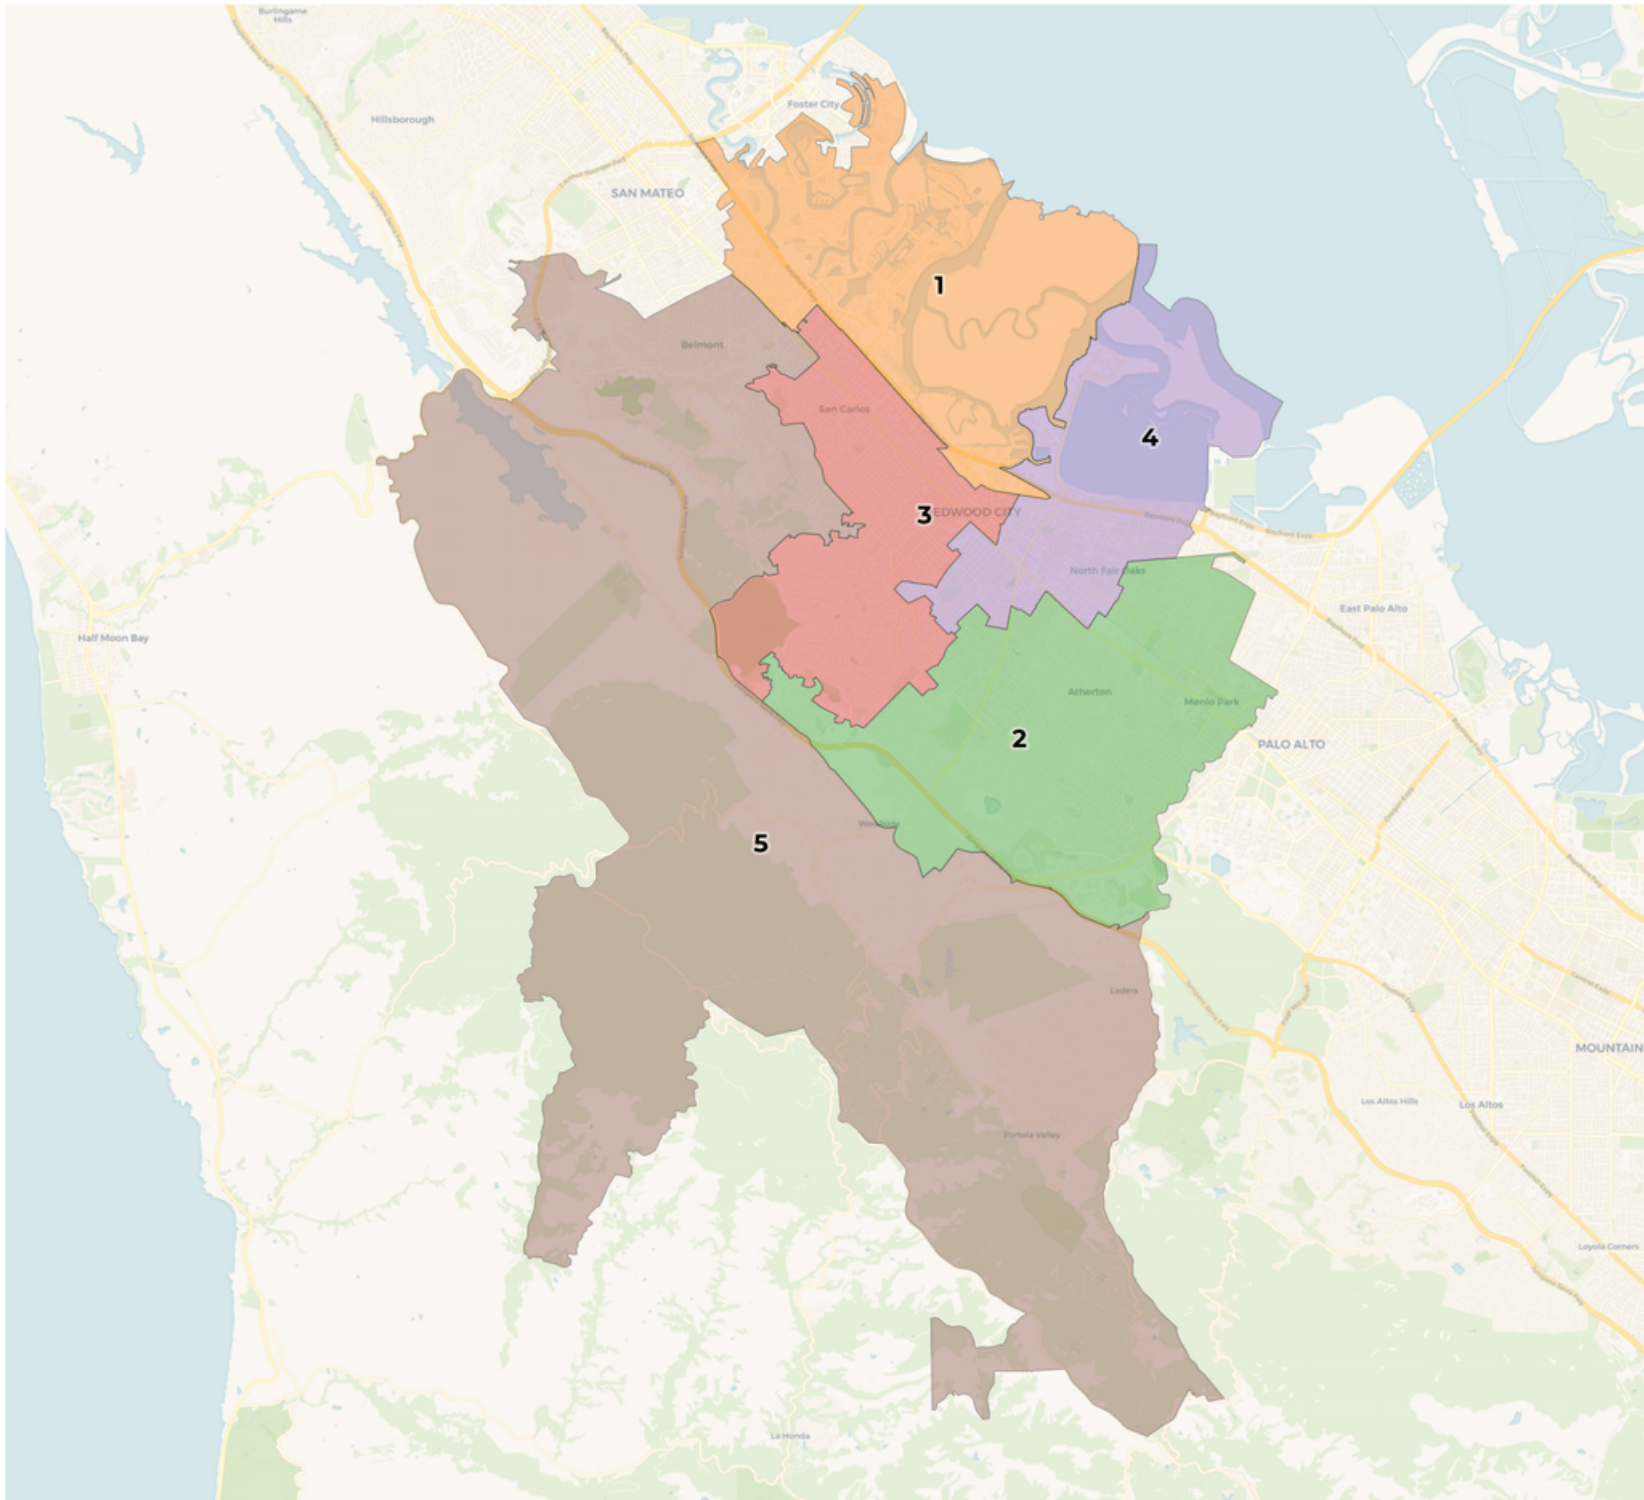 Burlingame
Hills
Hillsborough
Foster City
SAN MATEO
1
Belmont
San Carlos
4
3
EDWOOD CITY
North Fair Oaks
East Palo Alto
Half Moon Bay
Atherton
Menlo Park
2
PALO ALTO
Woodside
5
Ladera
MOUNTAIN
Los Altos Hills
Los Altos
Portola Valley
Loyola Corners
La Honda